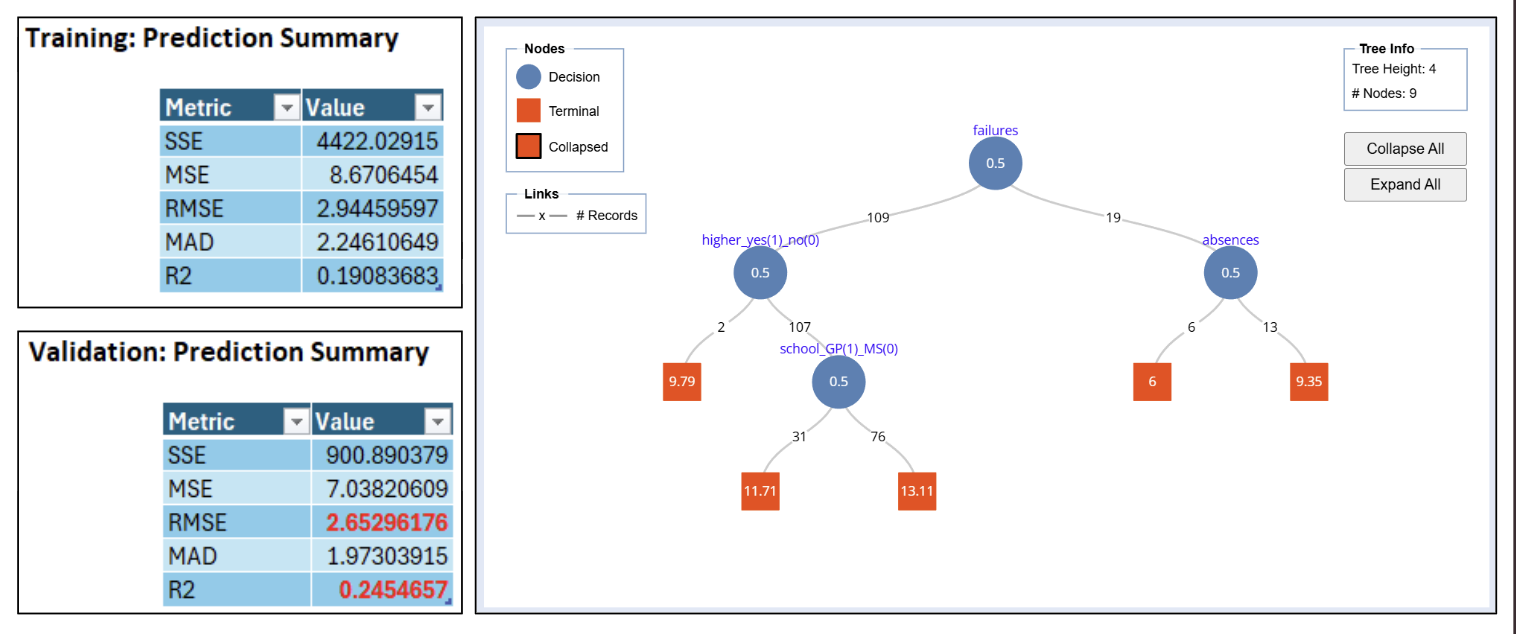 Training: Prediction Summary
Metric Value
SSE 4422.02915
MSE 8.6706454
RMSE 2.94459597
MAD 2.24610649
R2 0.19083683
Validation: Prediction Summary
Metric Value
SSE 900.890379
MSE 7.03820609
RMSE 2.65296176
MAD 1.97303915
R2 0.2454657
Nodes
Decision
Terminal
Collapsed
Links
x # Records
Tree Info
Tree Height: 4
# Nodes: 9
Collapse All
Expand All
failures
0.5
109 19
higher_yes(1)_no(0) absences
0.5 0.5
2 107 6 13
school_GP(1)_MS(0)
9.79 0.5 6 9.35
31 76
11.71 13.11